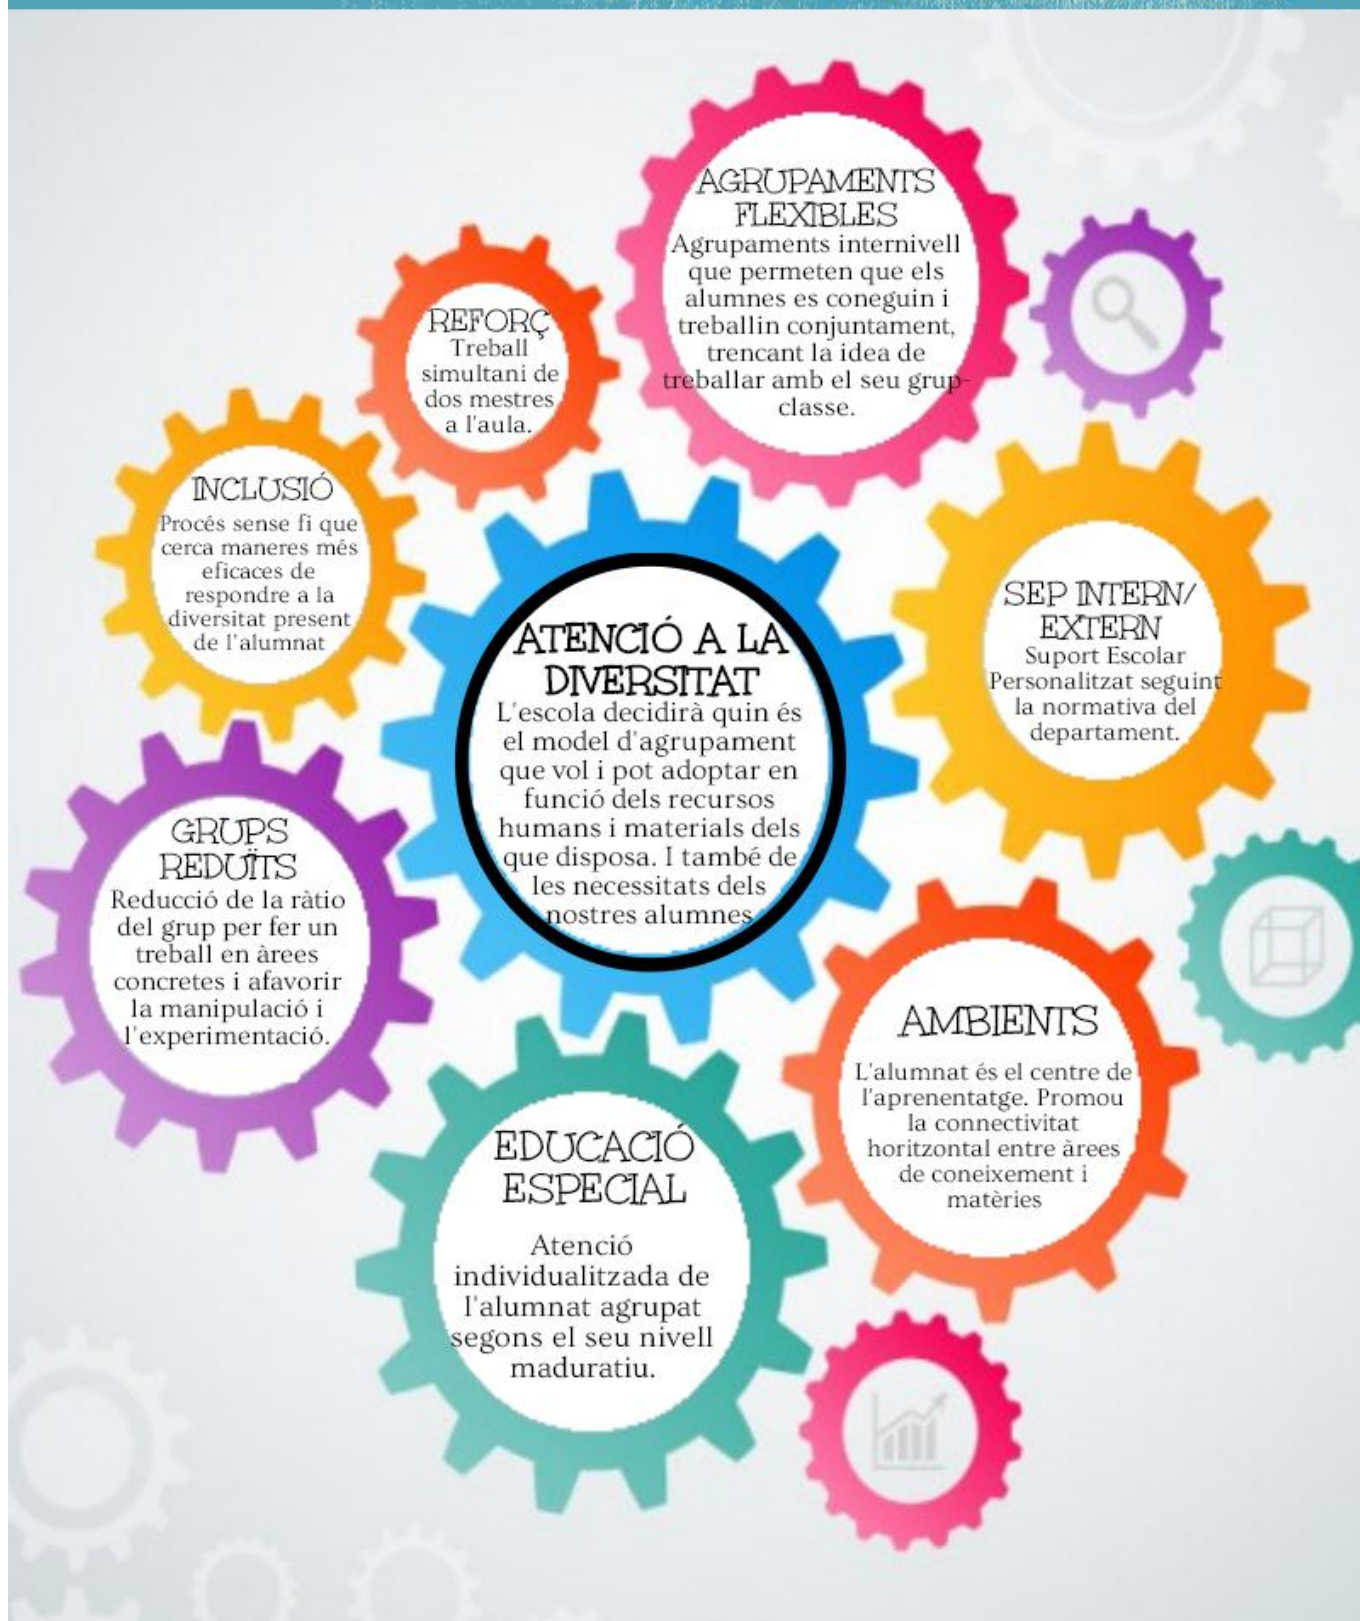 AGRUPAMENTS
FLEXIBLES
Agrupaments internivell
que permeten que els
alumnes es coneguin i
treballin conjuntament,
trencant la idea de
treballar amb el seu grup-
classe.
REFORÇ
Treball
simultani de
dos mestres
a l'aula.
INCLUSIÓ
Procés sense fi que
cerca maneres més
eficaces de
respondre a la
diversitat present
de l'alumnat
SEP INTERN/
EXTERN
Suport Escolar
Personalitzat seguint
la normativa del
departament.
ATENCIÓ A LA
DIVERSITAT
L'escola decidirà quin és
el model d'agrupament
que vol i pot adoptar en
funció dels recursos
humans i materials dels
que disposa. I també de
les necessitats dels
nostres alumnes
GRUPS
REDUÏTS
Reducció de la ràtio
del grup per fer un
treball en àrees
concretes i afavorir
la manipulació i
l'experimentació.
AMBIENTS
L'alumnat és el centre de
l'aprenentatge. Promou
la connectivitat
horitzontal entre àrees
de coneixement i
matèries
EDUCACIÓ
ESPECIAL
Atenció
individualitzada de
l'alumnat agrupat
segons el seu nivell
maduratiu.